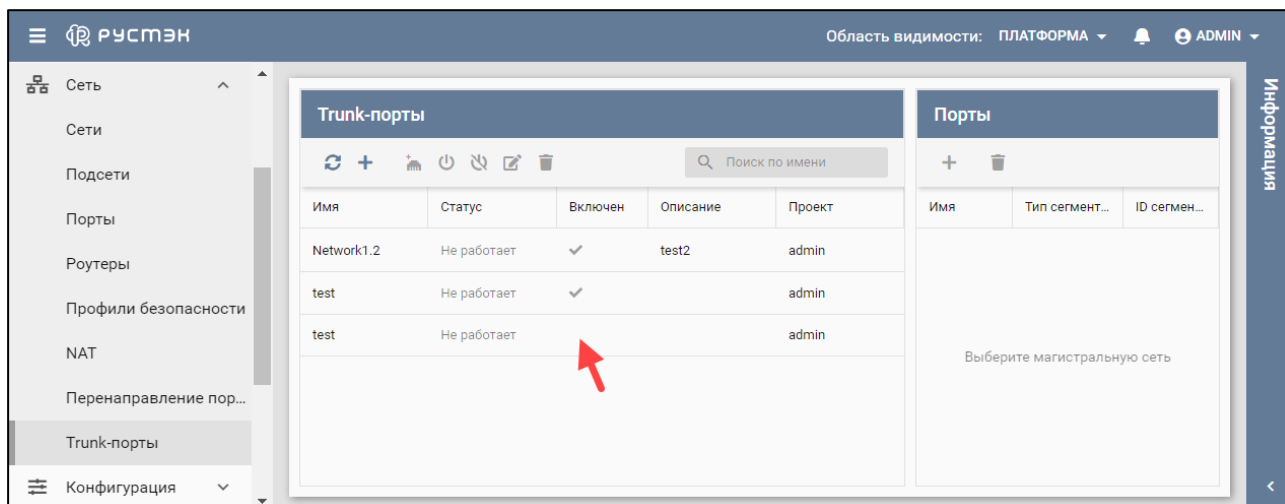 РУСТЭК
Область видимости: ПЛАТФОРМА
ADMIN
Сеть
Сети
Подсети
Порты
Роутеры
Профили безопасности
NAT
Перенаправление пор...
Trunk-порты
Конфигурация
Trunk-порты
Поиск по имени
Имя Статус Включен Описание Проект
Network1.2 Не работает test2 admin
test Не работает admin
test Не работает admin
Порты
Имя Тип сегмент... ID сегмен...
Выберите магистральную сеть
Информация